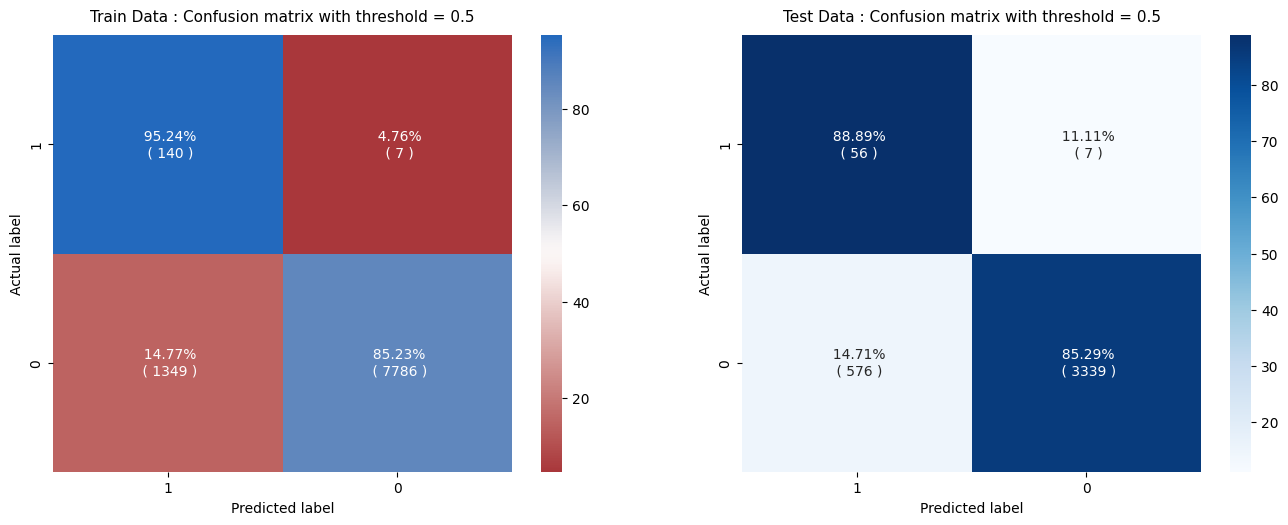 Train Data : Confusion matrix with threshold = 0.5
Actual label
1
0
95.24%
( 140 )
4.76%
( 7 )
14.77%
( 1349 )
85.23%
( 7786 )
1
0
Predicted label
80
60
40
20
Test Data : Confusion matrix with threshold = 0.5
Actual label
1
0
88.89%
( 56 )
11.11%
( 7 )
14.71%
( 576 )
85.29%
( 3339 )
1
0
Predicted label
80
70
60
50
40
30
20